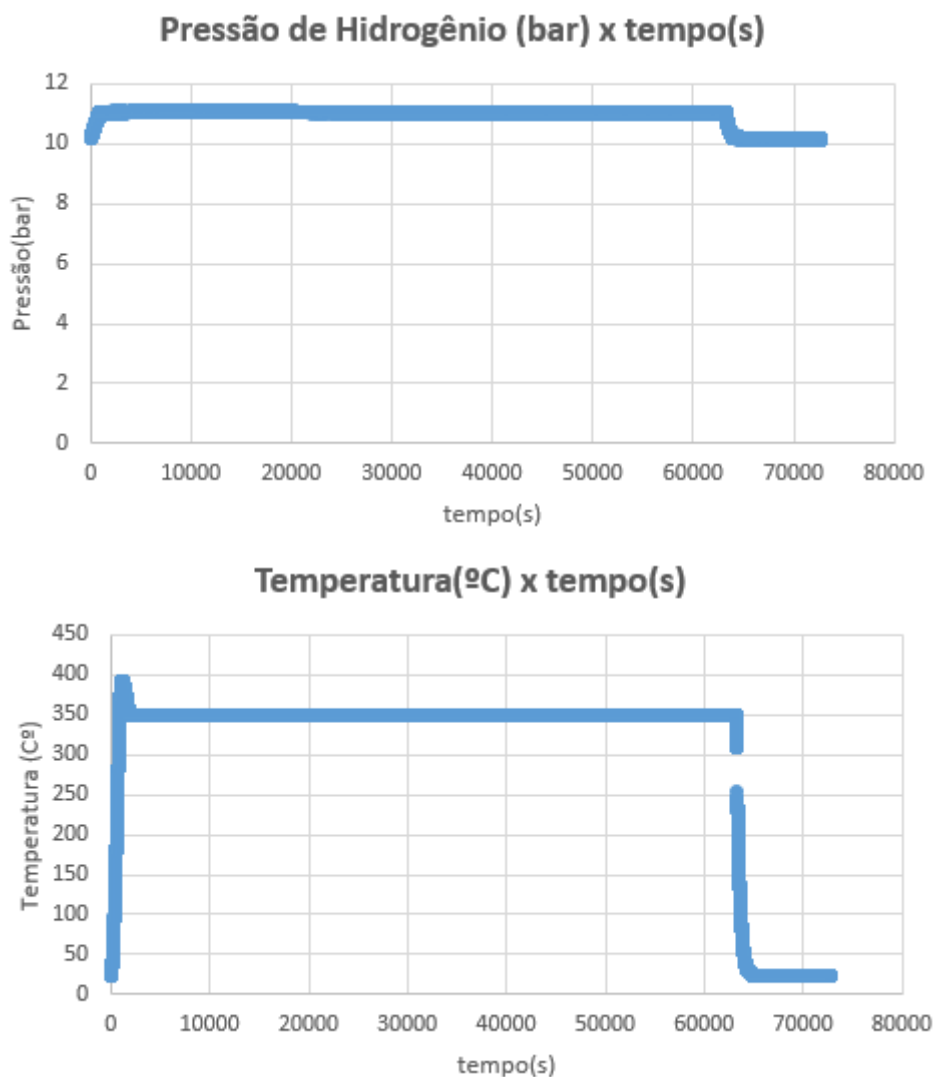 Pressão de Hidrogênio (bar) x tempo(s)
12
10
8
6
4
2
0
Pressão(bar)
0 10000 20000 30000 40000 50000 60000 70000 80000
tempo(s)
Temperatura(ºC) x tempo(s)
450
400
350
300
250
200
150
100
50
0
Temperatura (Cº)
0 10000 20000 30000 40000 50000 60000 70000 80000
tempo(s)